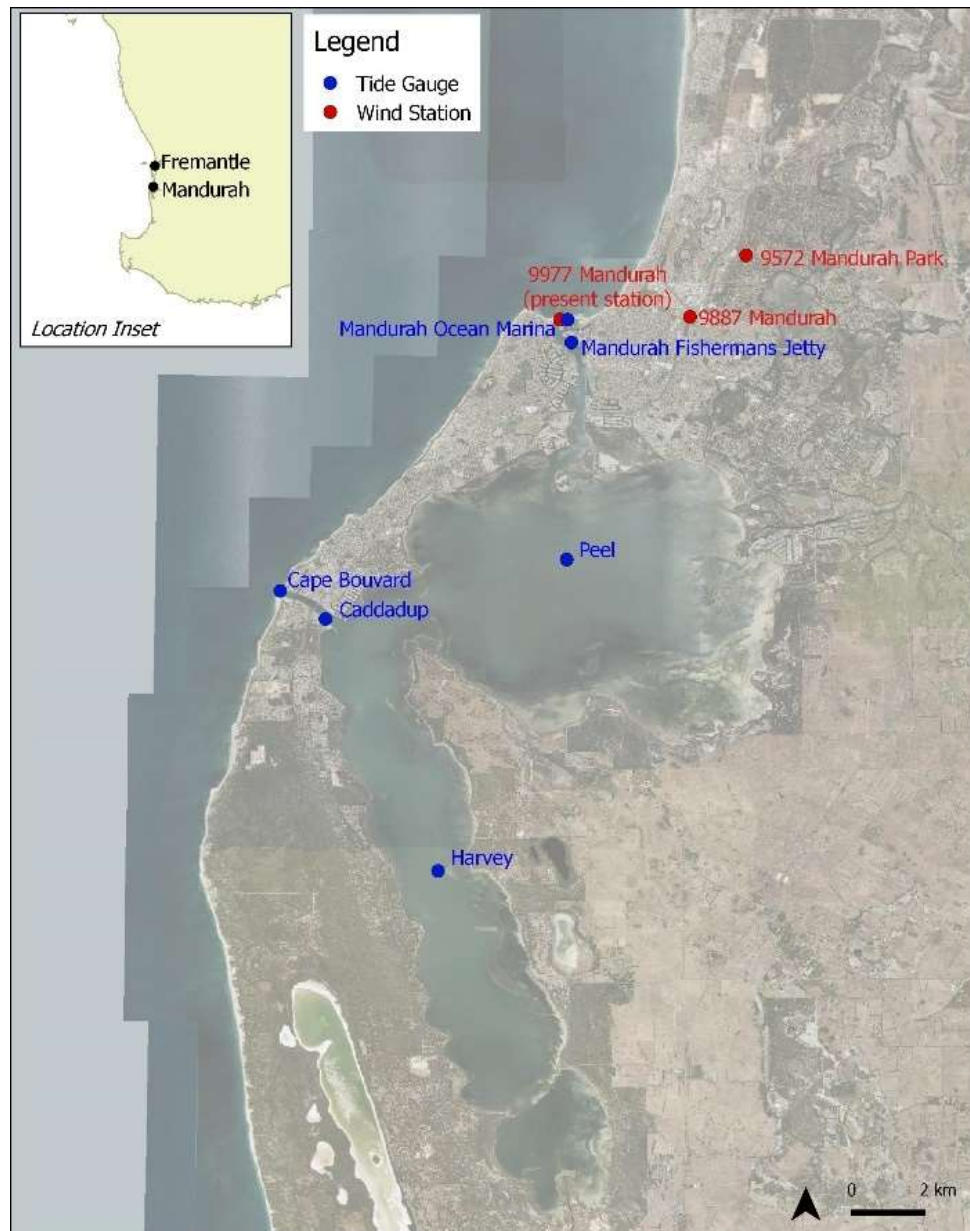 Legend
Tide Gauge
Wind Station
Fremantle
Mandurah
Location Inset
9572 Mandurah Park
9977 Mandurah
(present station)
9887 Mandurah
Mandurah Ocean Marina
Mandurah Fishermans Jetty
Peel
Cape Bouvard
Caddadup
Harvey
0 2 km